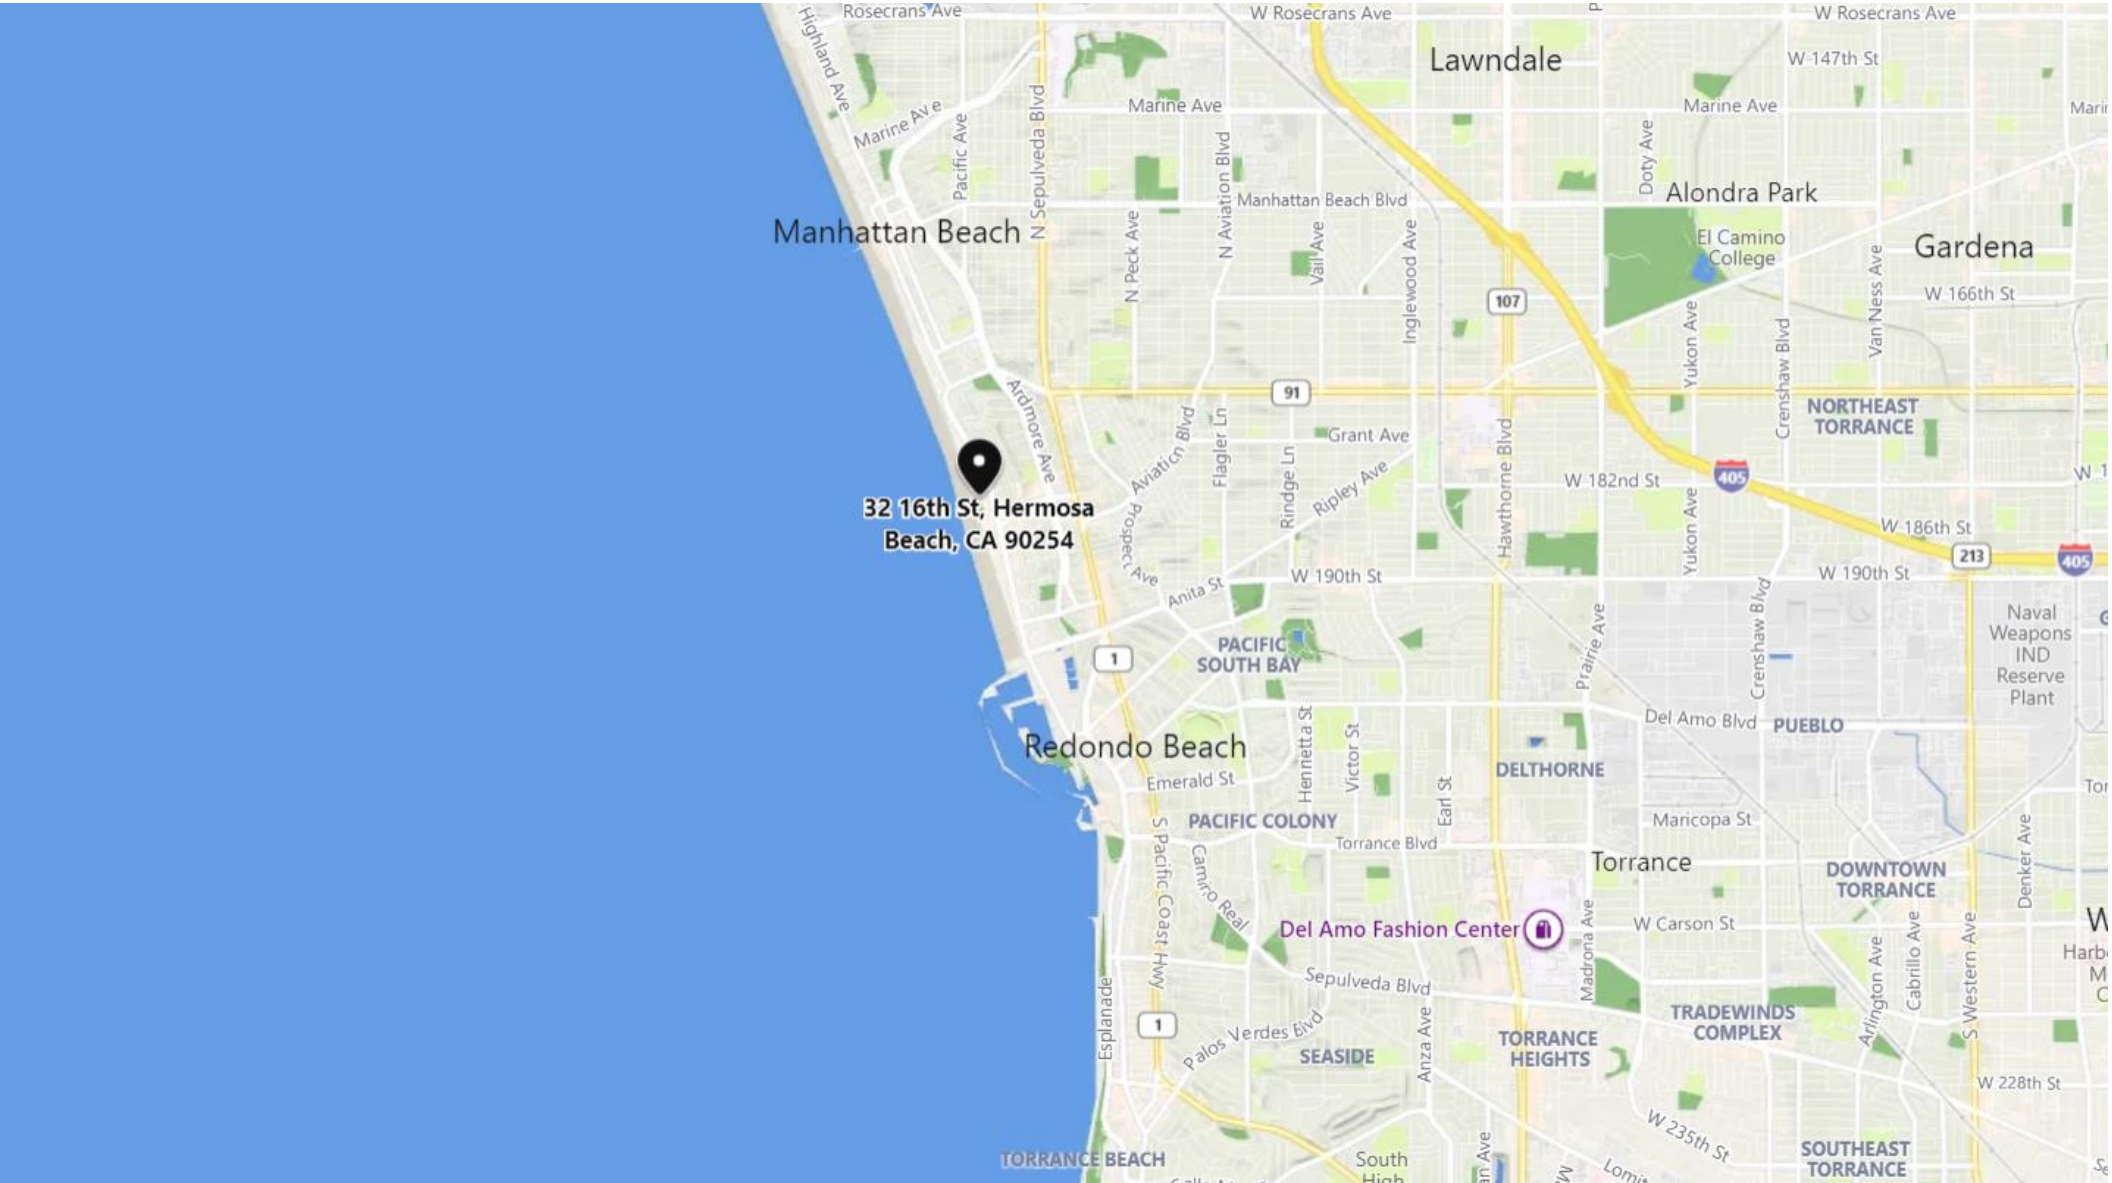 Rosecrans Ave
W Rosecrans Ave
W Rosecrans Ave
Highland Ave
Lawndale
W 147th St
Marine Ave
Marine Ave
Marine Ave
Pacific Ave
N Sepulveda Blvd
N Aviation Blvd
Doty Ave
Alondra Park
Manhattan Beach Blvd
Manhattan Beach
El Camino
College
Gardena
N Peck Ave
Vail Ave
Inglewood Ave
Van Ness Ave
W 166th St
107
Yukon Ave
Crenshaw Blvd
Ardmore Ave
91
NORTHEAST
TORRANCE
Aviation Blvd
Flagler Ln
Grant Ave
Hawthorne Blvd
Rindge Ln
Ripley Ave
W 182nd St
405
32 16th St, Hermosa
Beach, CA 90254
Prospect Ave
Yukon Ave
W 186th St
213
405
Anita St
W 190th St
W 190th St
Crenshaw Blvd
Prairie Ave
Naval
Weapons
IND
Reserve
Plant
PACIFIC
SOUTH BAY
1
Henrietta St
Victor St
Del Amo Blvd
PUEBLO
Redondo Beach
Emerald St
DELTHORNE
Earl St
PACIFIC COLONY
Torrance Blvd
Maricopa St
Denker Ave
S Pacific Coast Hwy
Camino Real
Torrance
DOWNTOWN
TORRANCE
Del Amo Fashion Center
Madrona Ave
W Carson St
Arlington Ave
Cabrillo Ave
S Western Ave
Sepulveda Blvd
Esplanade
1
Palos Verdes Blvd
SEASIDE
Anza Ave
TORRANCE
HEIGHTS
TRADEWINDS
COMPLEX
W 228th St
W 235th St
TORRANCE BEACH
South
High
SOUTHEAST
TORRANCE